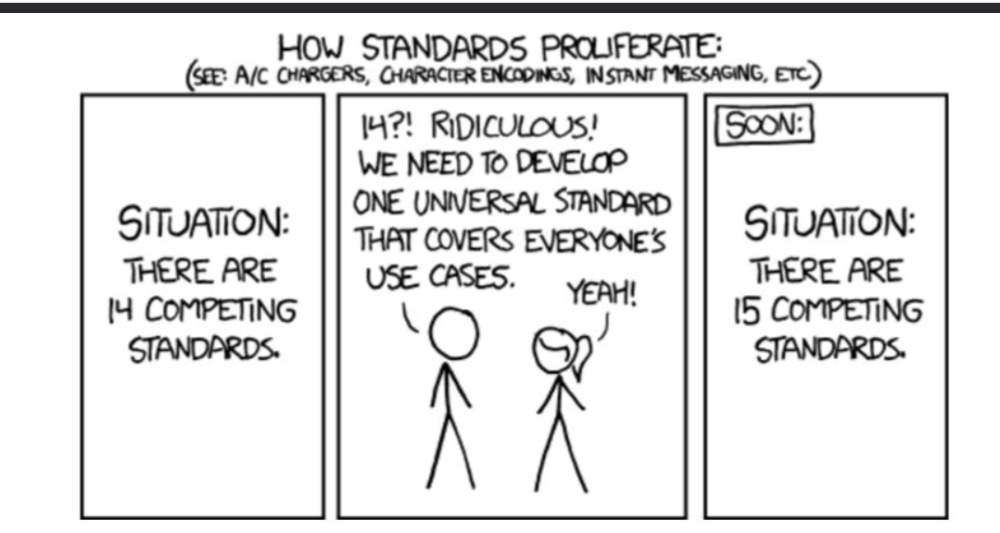 HOW STANDARDS PROLIFERATE:
(SEE: A/C CHARGERS, CHARACTER ENCODINGS, INSTANT MESSAGING, ETC.)
SITUATION:
THERE ARE
14 COMPETING
STANDARDS.
14?! RIDICULOUS!
WE NEED TO DEVELOP
ONE UNIVERSAL STANDARD
THAT COVERS EVERYONE'S
USE CASES.
YEAH!
SOON:
SITUATION:
THERE ARE
15 COMPETING
STANDARDS.